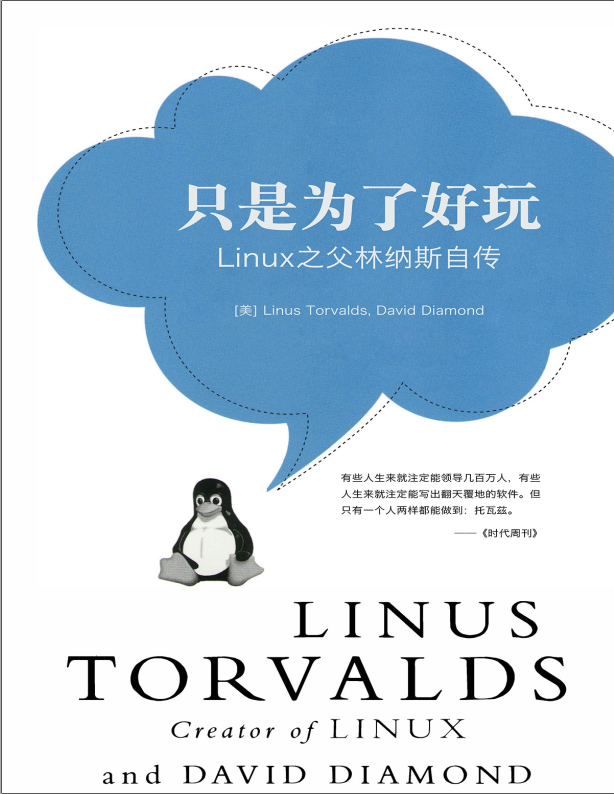 只是为了好玩
Linux之父林纳斯自传
[美] Linus Torvalds, David Diamond
有些人生来就注定能领导几百万人，有些
人生来就注定能写出翻天覆地的软件。但
只有一个人两样都能做到：托瓦兹。
——《时代周刊》
LINUS
TORVALDS
Creator of LINUX
and DAVID DIAMOND